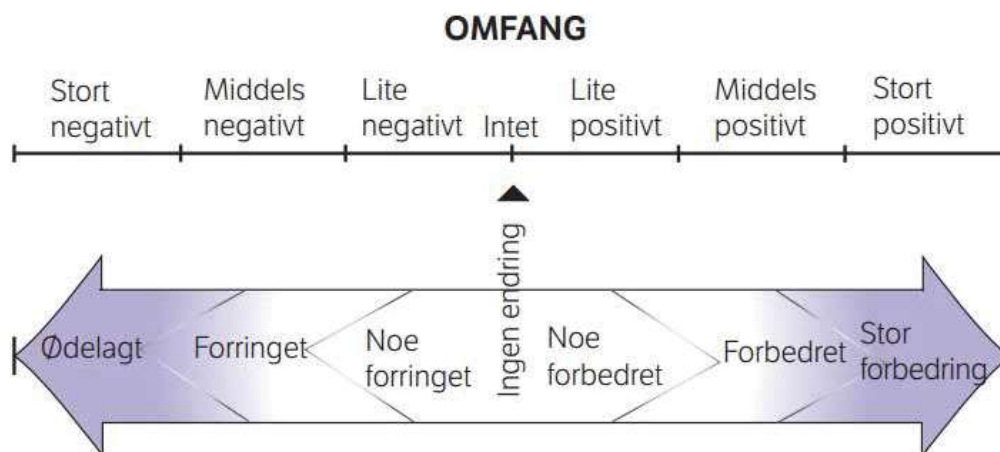 OMFANG
Stort
negativt
Middels
negativt
Lite
negativt
Intet
Lite
positivt
Middels
positivt
Stort
positivt
Ingen endring
Ødelagt
Forringet
Noe
forringet
Noe
forbedret
Forbedret
Stor
forbedring